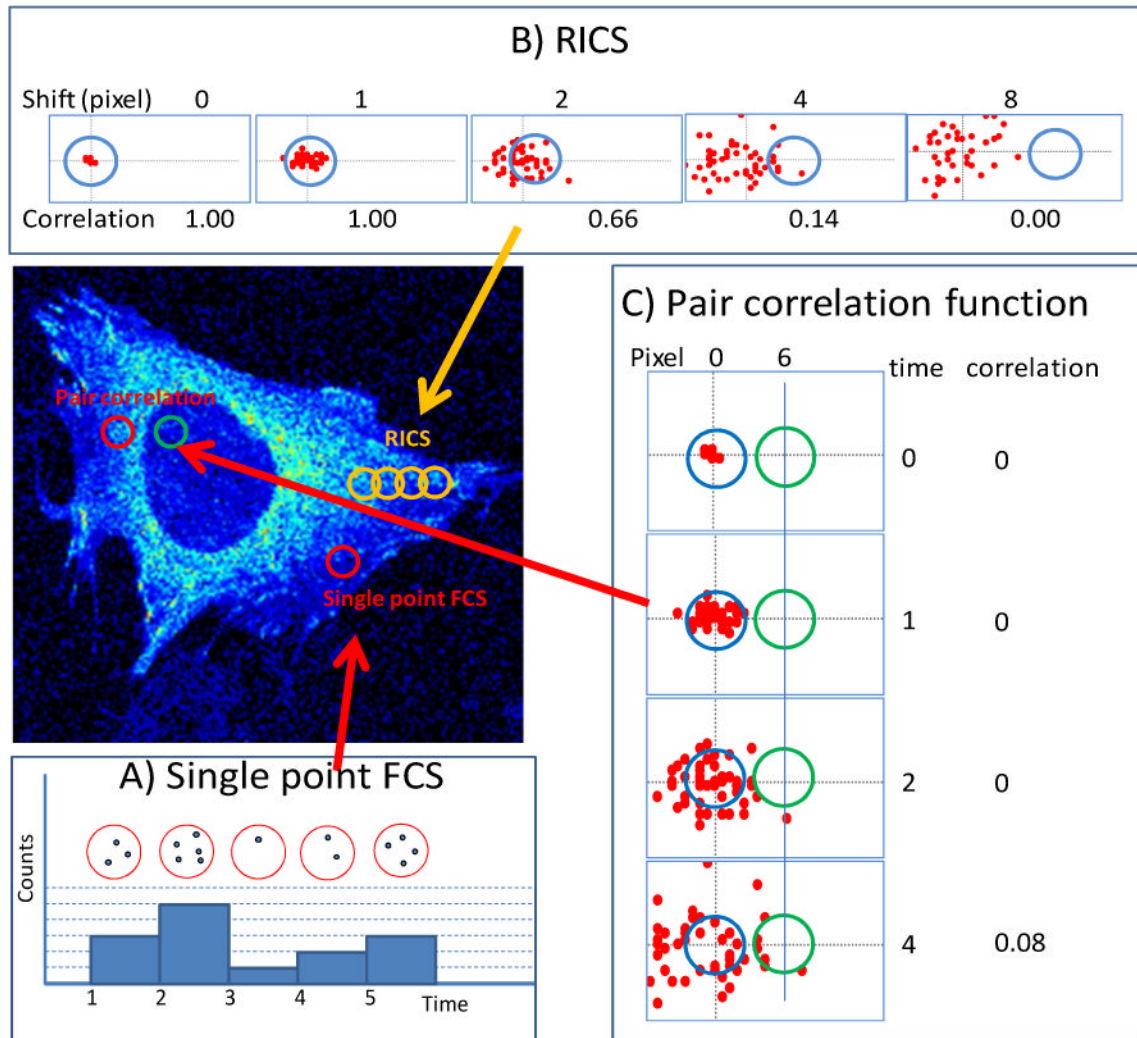 B) RICS
Shift (pixel) 0 1 2 4 8
Correlation 1.00 1.00 0.66 0.14 0.00
Pair correlation
RICS
Single point FCS
C) Pair correlation function
Pixel 0 6 time correlation
0 0
1 0
2 0
4 0.08
A) Single point FCS
Counts
1 2 3 4 5 Time